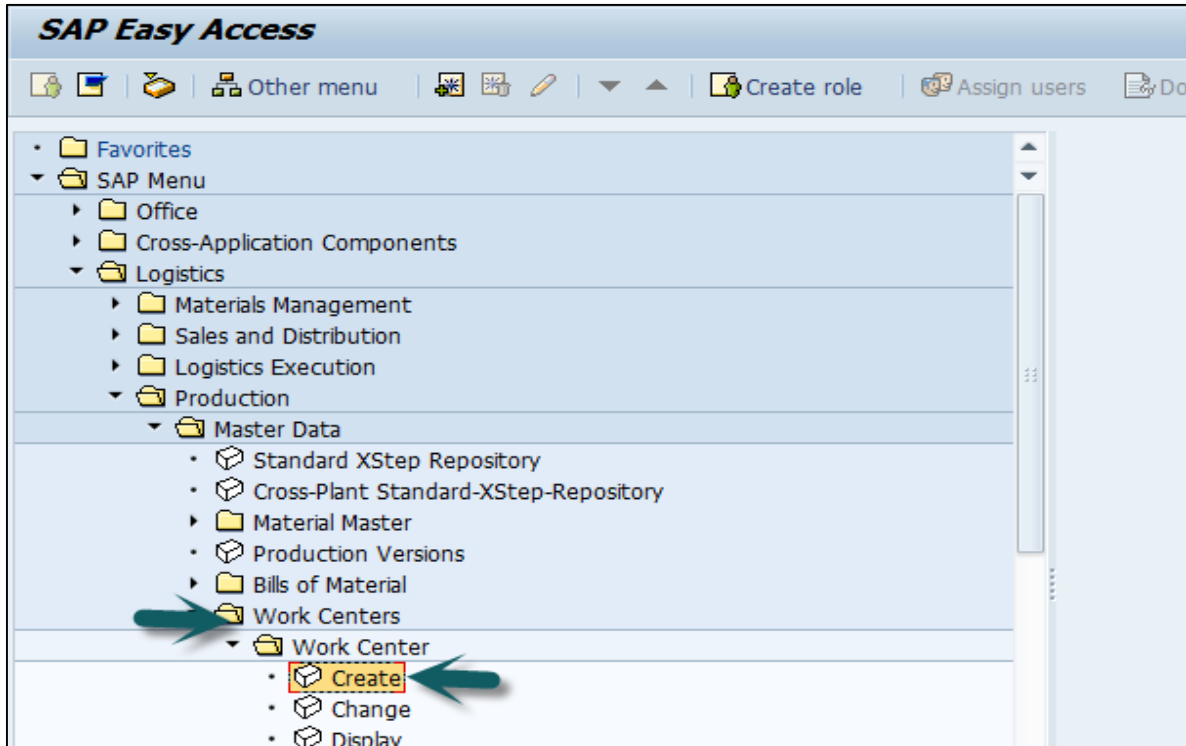 SAP Easy Access
Other menu Create role Assign users Do
Favorites
SAP Menu
Office
Cross-Application Components
Logistics
Materials Management
Sales and Distribution
Logistics Execution
Production
Master Data
Standard XStep Repository
Cross-Plant Standard-XStep-Repository
Material Master
Production Versions
Bills of Material
Work Centers
Work Center
Create
Change
Display